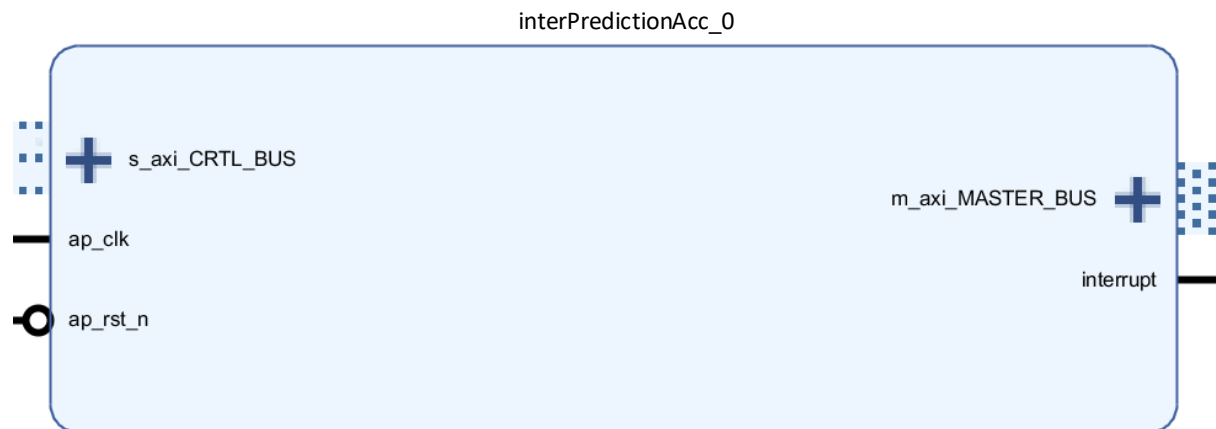 interPredictionAcc_0
s_axi_CRTL_BUS
m_axi_MASTER_BUS
ap_clk
interrupt
ap_rst_n